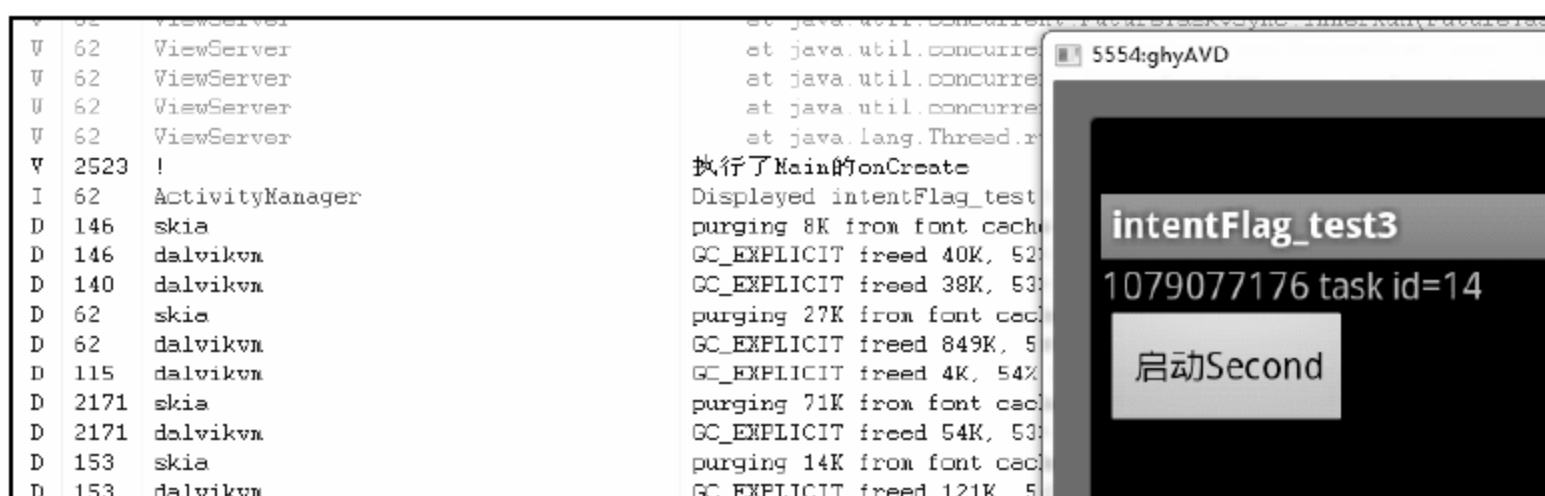 V 62 ViewServer at java.util.concurre
V 62 ViewServer at java.util.concurre
V 62 ViewServer at java.util.concurre
V 62 ViewServer at java.lang.Thread.r
V 2523 ! 执行了Main的onCreate
I 62 ActivityManager Displayed intentFlag_test
D 146 skia purging 8K from font cach
D 146 dalvikvm GC_EXPLICIT freed 40K, 52
D 140 dalvikvm GC_EXPLICIT freed 38K, 53
D 62 skia purging 27K from font cac
D 62 dalvikvm GC_EXPLICIT freed 849K, 5
D 115 dalvikvm GC_EXPLICIT freed 4K, 54%
D 2171 skia purging 71K from font cac
D 2171 dalvikvm GC_EXPLICIT freed 54K, 53
D 153 skia purging 14K from font cac
D 153 dalvikvm GC_EXPLICIT freed 121K, 5
5554:ghyAVD
intentFlag_test3
1079077176 task id=14
启动Second